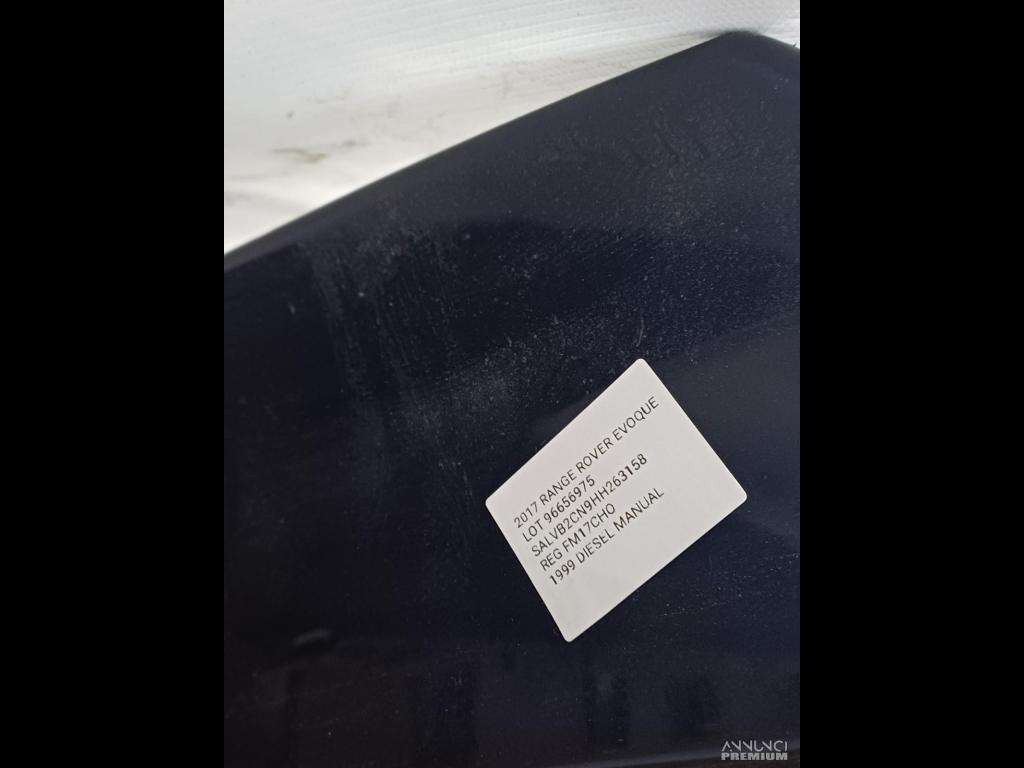 2017 RANGE ROVER EVOQUE
LOT 96656975
SALVB2CN9HH263158
REG FM17CHO
1999 DIESEL MANUAL
ANNUNCI
PREMIUM